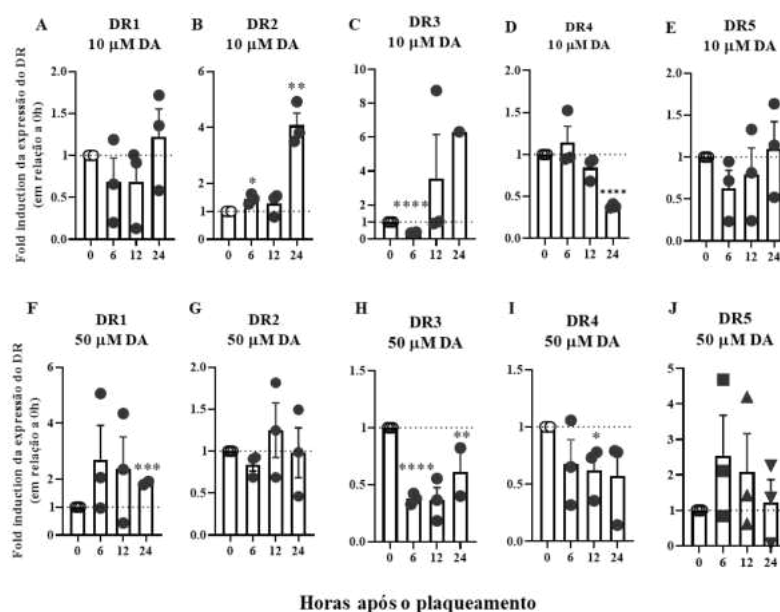 A
DR1
10 µM DA
B
DR2
10 µM DA
C
DR3
10 µM DA
D
DR4
10 µM DA
E
DR5
10 µM DA
Fold induction da expressão do DR
(em relação a 0h)
2.0
1.5
1.0
0.5
0.0
0 6 12 24
6
4
2
1
0
*
**
0 6 12 24
10
8
6
4
2
1
0
****
0 6 12 24
2.0
1.5
1.0
0.5
0.0
****
0 6 12 24
2.0
1.5
1.0
0.5
0.0
0 6 12 24
F
DR1
50 µM DA
G
DR2
50 µM DA
H
DR3
50 µM DA
I
DR4
50 µM DA
J
DR5
50 µM DA
Fold induction da expressão do DR
(em relação a 0h)
6
4
2
1
0
***
0 6 12 24
2.0
1.5
1.0
0.5
0.0
0 6 12 24
1.5
1.0
0.5
0.0
****
**
0 6 12 24
1.5
1.0
0.5
0.0
*
0 6 12 24
5
4
3
2
1
0
0 6 12 24
Horas após o plaqueamento